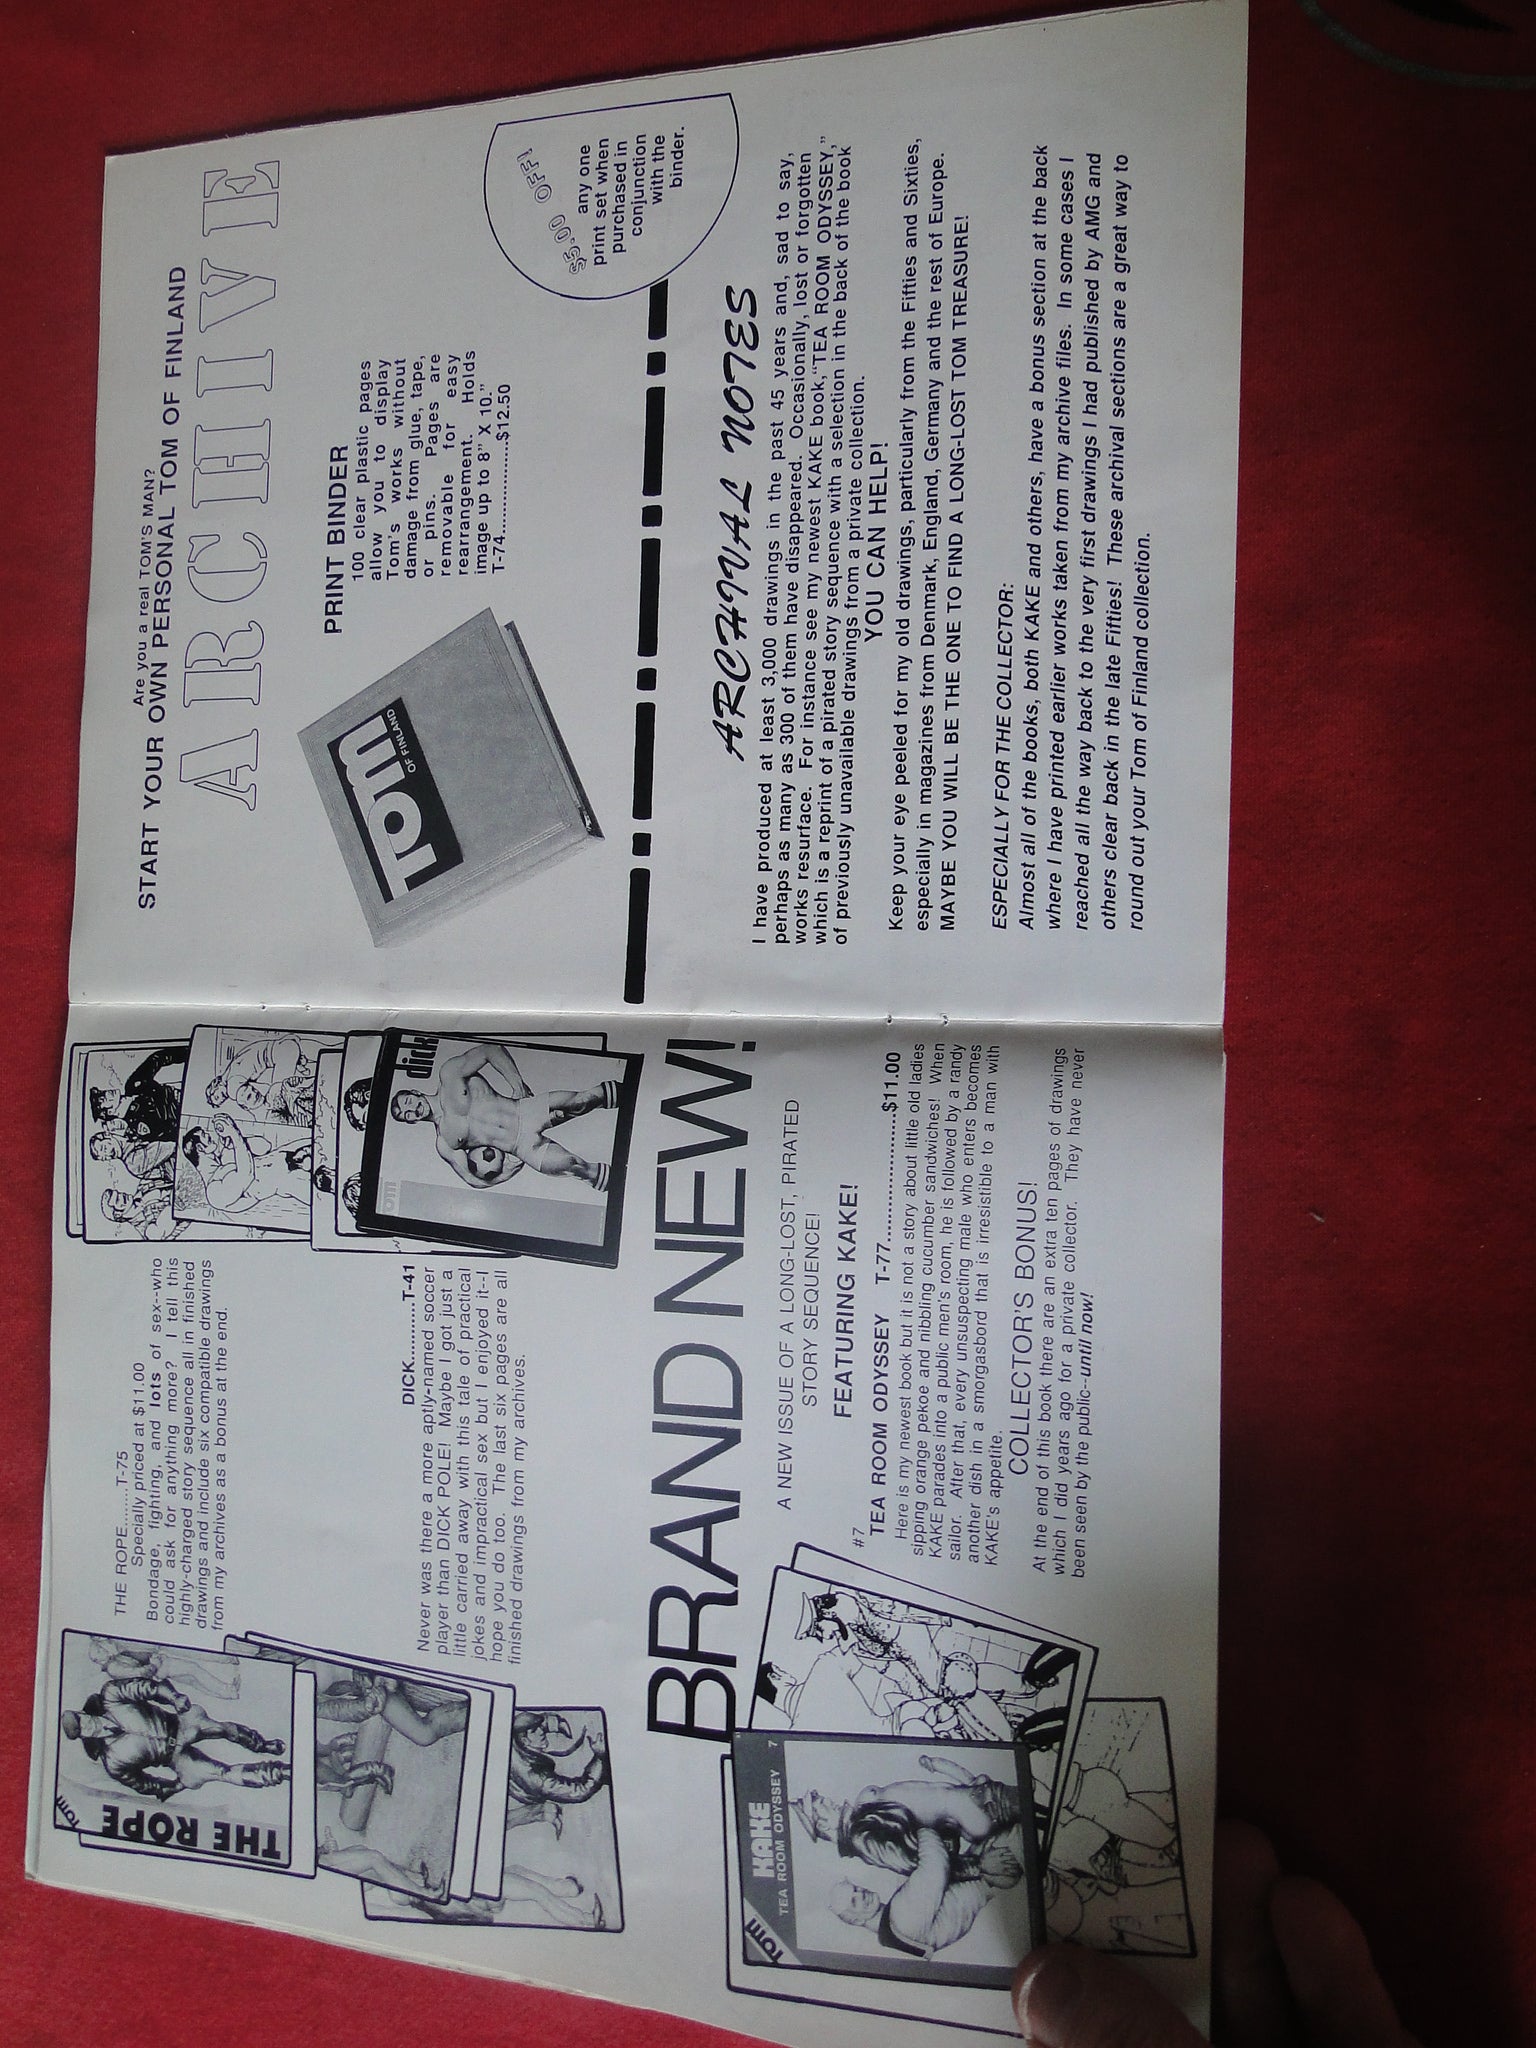 THE ROPE.........T-75
Specially priced at $11.00
Bondage, fighting, and lots of sex--who
could ask for anything more? I tell this
highly-charged story sequence all in finished
drawings and include six compatible drawings
from my archives as a bonus at the end.
TOM
THE ROPE
DICK............T-41
Never was there a more aptly-named soccer
player than DICK POLE! Maybe I got just a
little carried away with this tale of practical
jokes and impractical sex but I enjoyed it--I
hope you do too. The last six pages are all
finished drawings from my archives.
tom
dick
BRAND NEW!
A NEW ISSUE OF A LONG-LOST, PIRATED
STORY SEQUENCE!
FEATURING KAKE!
#7
TEA ROOM ODYSSEY T-77....................$11.00
Here is my newest book but it is not a story about little old ladies
sipping orange pekoe and nibbling cucumber sandwiches! When
KAKE parades into a public men's room, he is followed by a randy
sailor. After that, every unsuspecting male who enters becomes
another dish in a smorgasbord that is irresistible to a man with
KAKE's appetite.
COLLECTOR'S BONUS!
At the end of this book there are an extra ten pages of drawings
which I did years ago for a private collector. They have never
been seen by the public--until now!
TOM
KAKE
TEA ROOM ODYSSEY 7
Are you a real TOM'S MAN?
START YOUR OWN PERSONAL TOM OF FINLAND
ARCHIVE
TOM
OF FINLAND
PRINT BINDER
100 clear plastic pages
allow you to display
Tom's works without
damage from glue, tape,
or pins. Pages are
removable for easy
rearrangement. Holds
image up to 8" X 10."
T-74..............$12.50
$5.00 OFF!
any one
print set when
purchased in
conjunction
with the
binder.
ARCHIVAL NOTES
I have produced at least 3,000 drawings in the past 45 years and, sad to say,
perhaps as many as 300 of them have disappeared. Occasionally, lost or forgotten
works resurface. For instance see my newest KAKE book,"TEA ROOM ODYSSEY,"
which is a reprint of a pirated story sequence with a selection in the back of the book
of previously unavailable drawings from a private collection.
YOU CAN HELP!
Keep your eye peeled for my old drawings, particularly from the Fifties and Sixties,
especially in magazines from Denmark, England, Germany and the rest of Europe.
MAYBE YOU WILL BE THE ONE TO FIND A LONG-LOST TOM TREASURE!
ESPECIALLY FOR THE COLLECTOR:
Almost all of the books, both KAKE and others, have a bonus section at the back
where I have printed earlier works taken from my archive files. In some cases I
reached all the way back to the very first drawings I had published by AMG and
others clear back in the late Fifties! These archival sections are a great way to
round out your Tom of Finland collection.